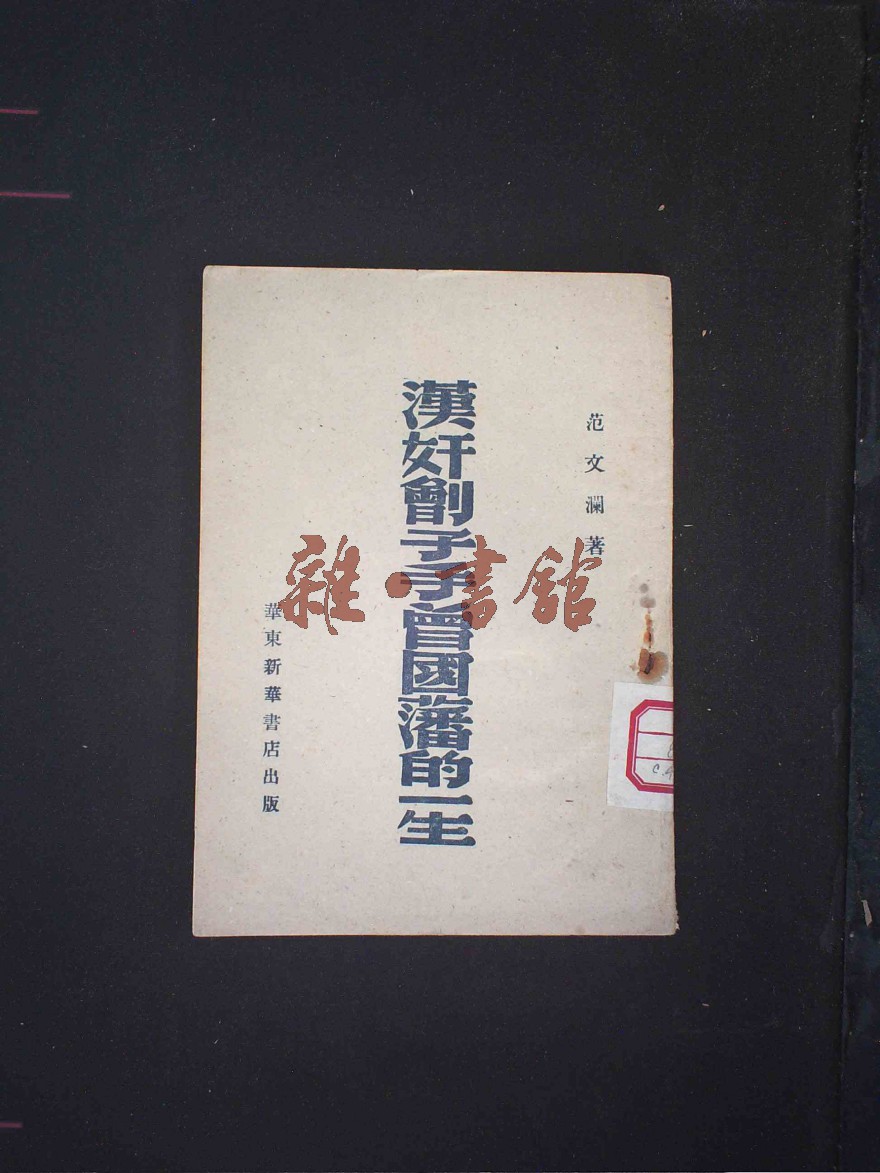 范文瀾著
漢奸劊子手曾國藩的一生
華東新華書店出版
雜·書館